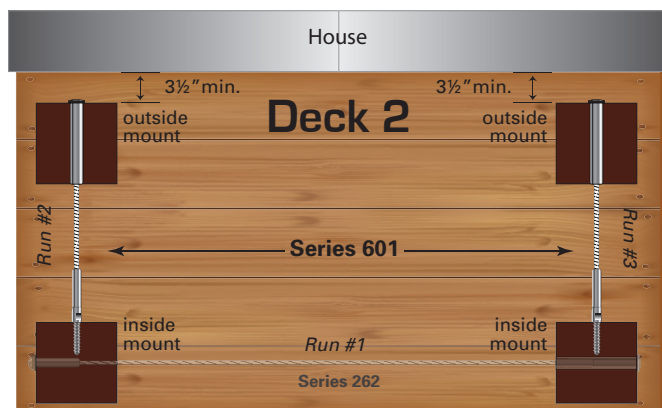 House
3½” min.
3½” min.
Deck 2
outside
mount
outside
mount
Run #2
Series 601
Run #3
inside
mount
Run #1
inside
mount
Series 262